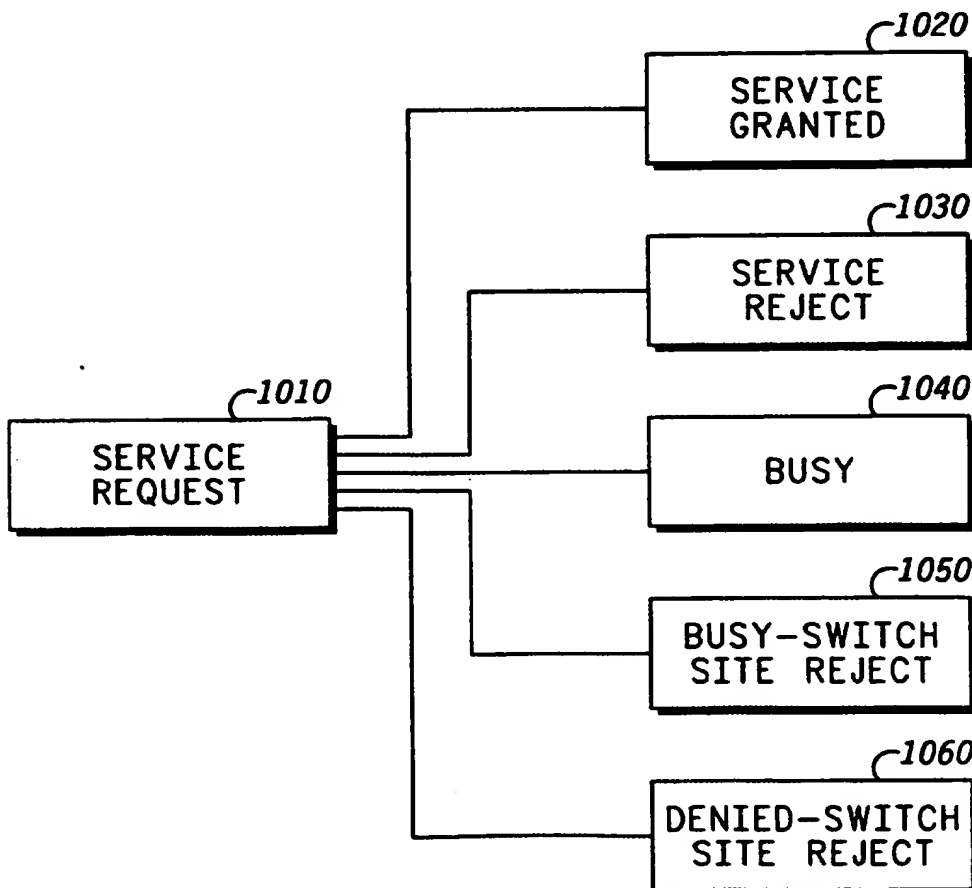 1020
SERVICE
GRANTED
1030
SERVICE
REJECT
1010
SERVICE
REQUEST
1040
BUSY
1050
BUSY-SWITCH
SITE REJECT
1060
DENIED-SWITCH
SITE REJECT